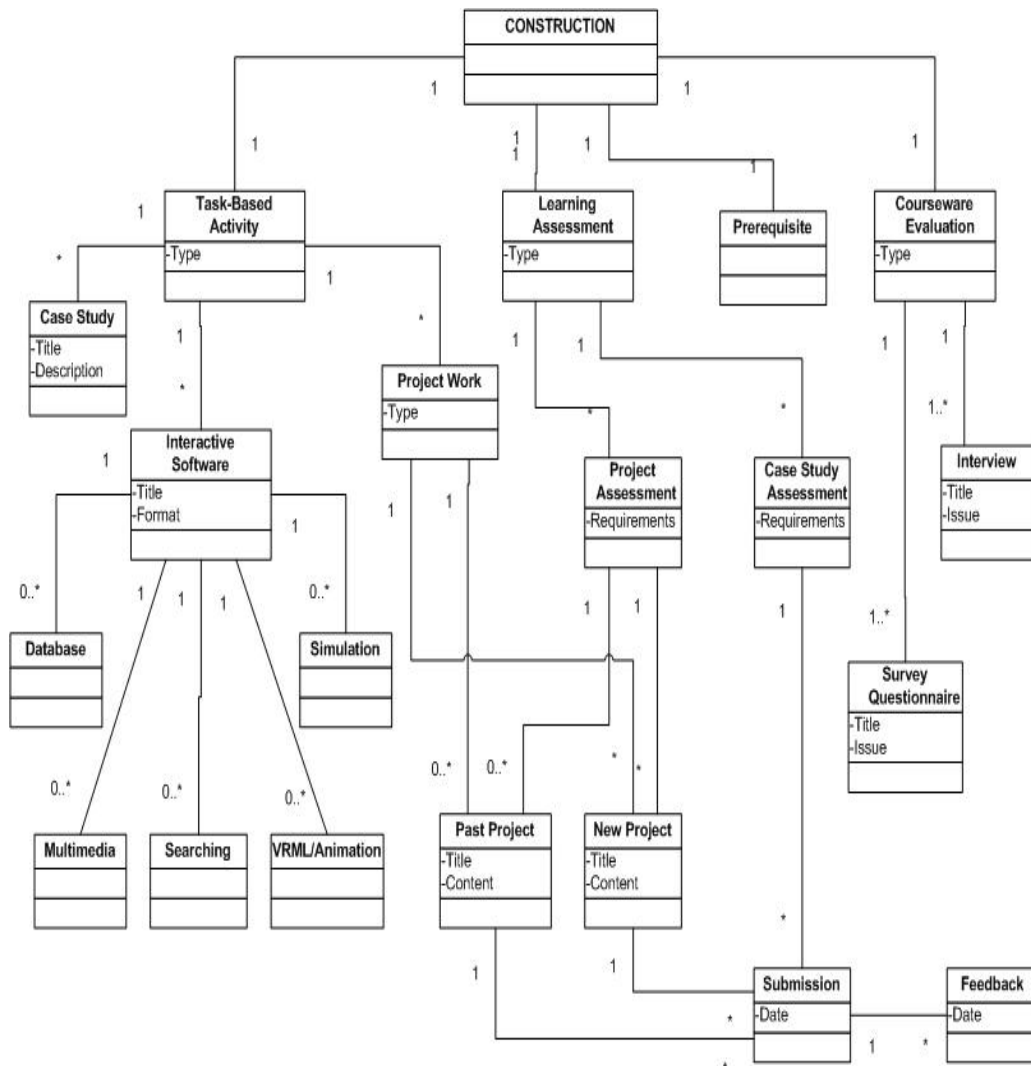 CONSTRUCTION
1
1
1
1
1
1
1
1
1
1
Task-Based
Activity
-Type
Learning
Assessment
-Type
Prerequisite
Courseware
Evaluation
-Type
*
1
Case Study
-Title
-Description
1
*
*
Project Work
-Type
1
1
1
1
1..*
Interactive
Software
-Title
-Format
1
1
*
*
Project
Assessment
-Requirements
Case Study
Assessment
-Requirements
Interview
-Title
-Issue
1
1
0..*
1
1
1
0..*
1
1
1
1..*
Database
Simulation
Survey
Questionnaire
-Title
-Issue
0..*
0..*
0..*
0..*
0..*
*
*
Multimedia
Searching
VRML/Animation
Past Project
-Title
-Content
New Project
-Title
-Content
*
1
1
Submission
-Date
Feedback
-Date
*
1
*
*